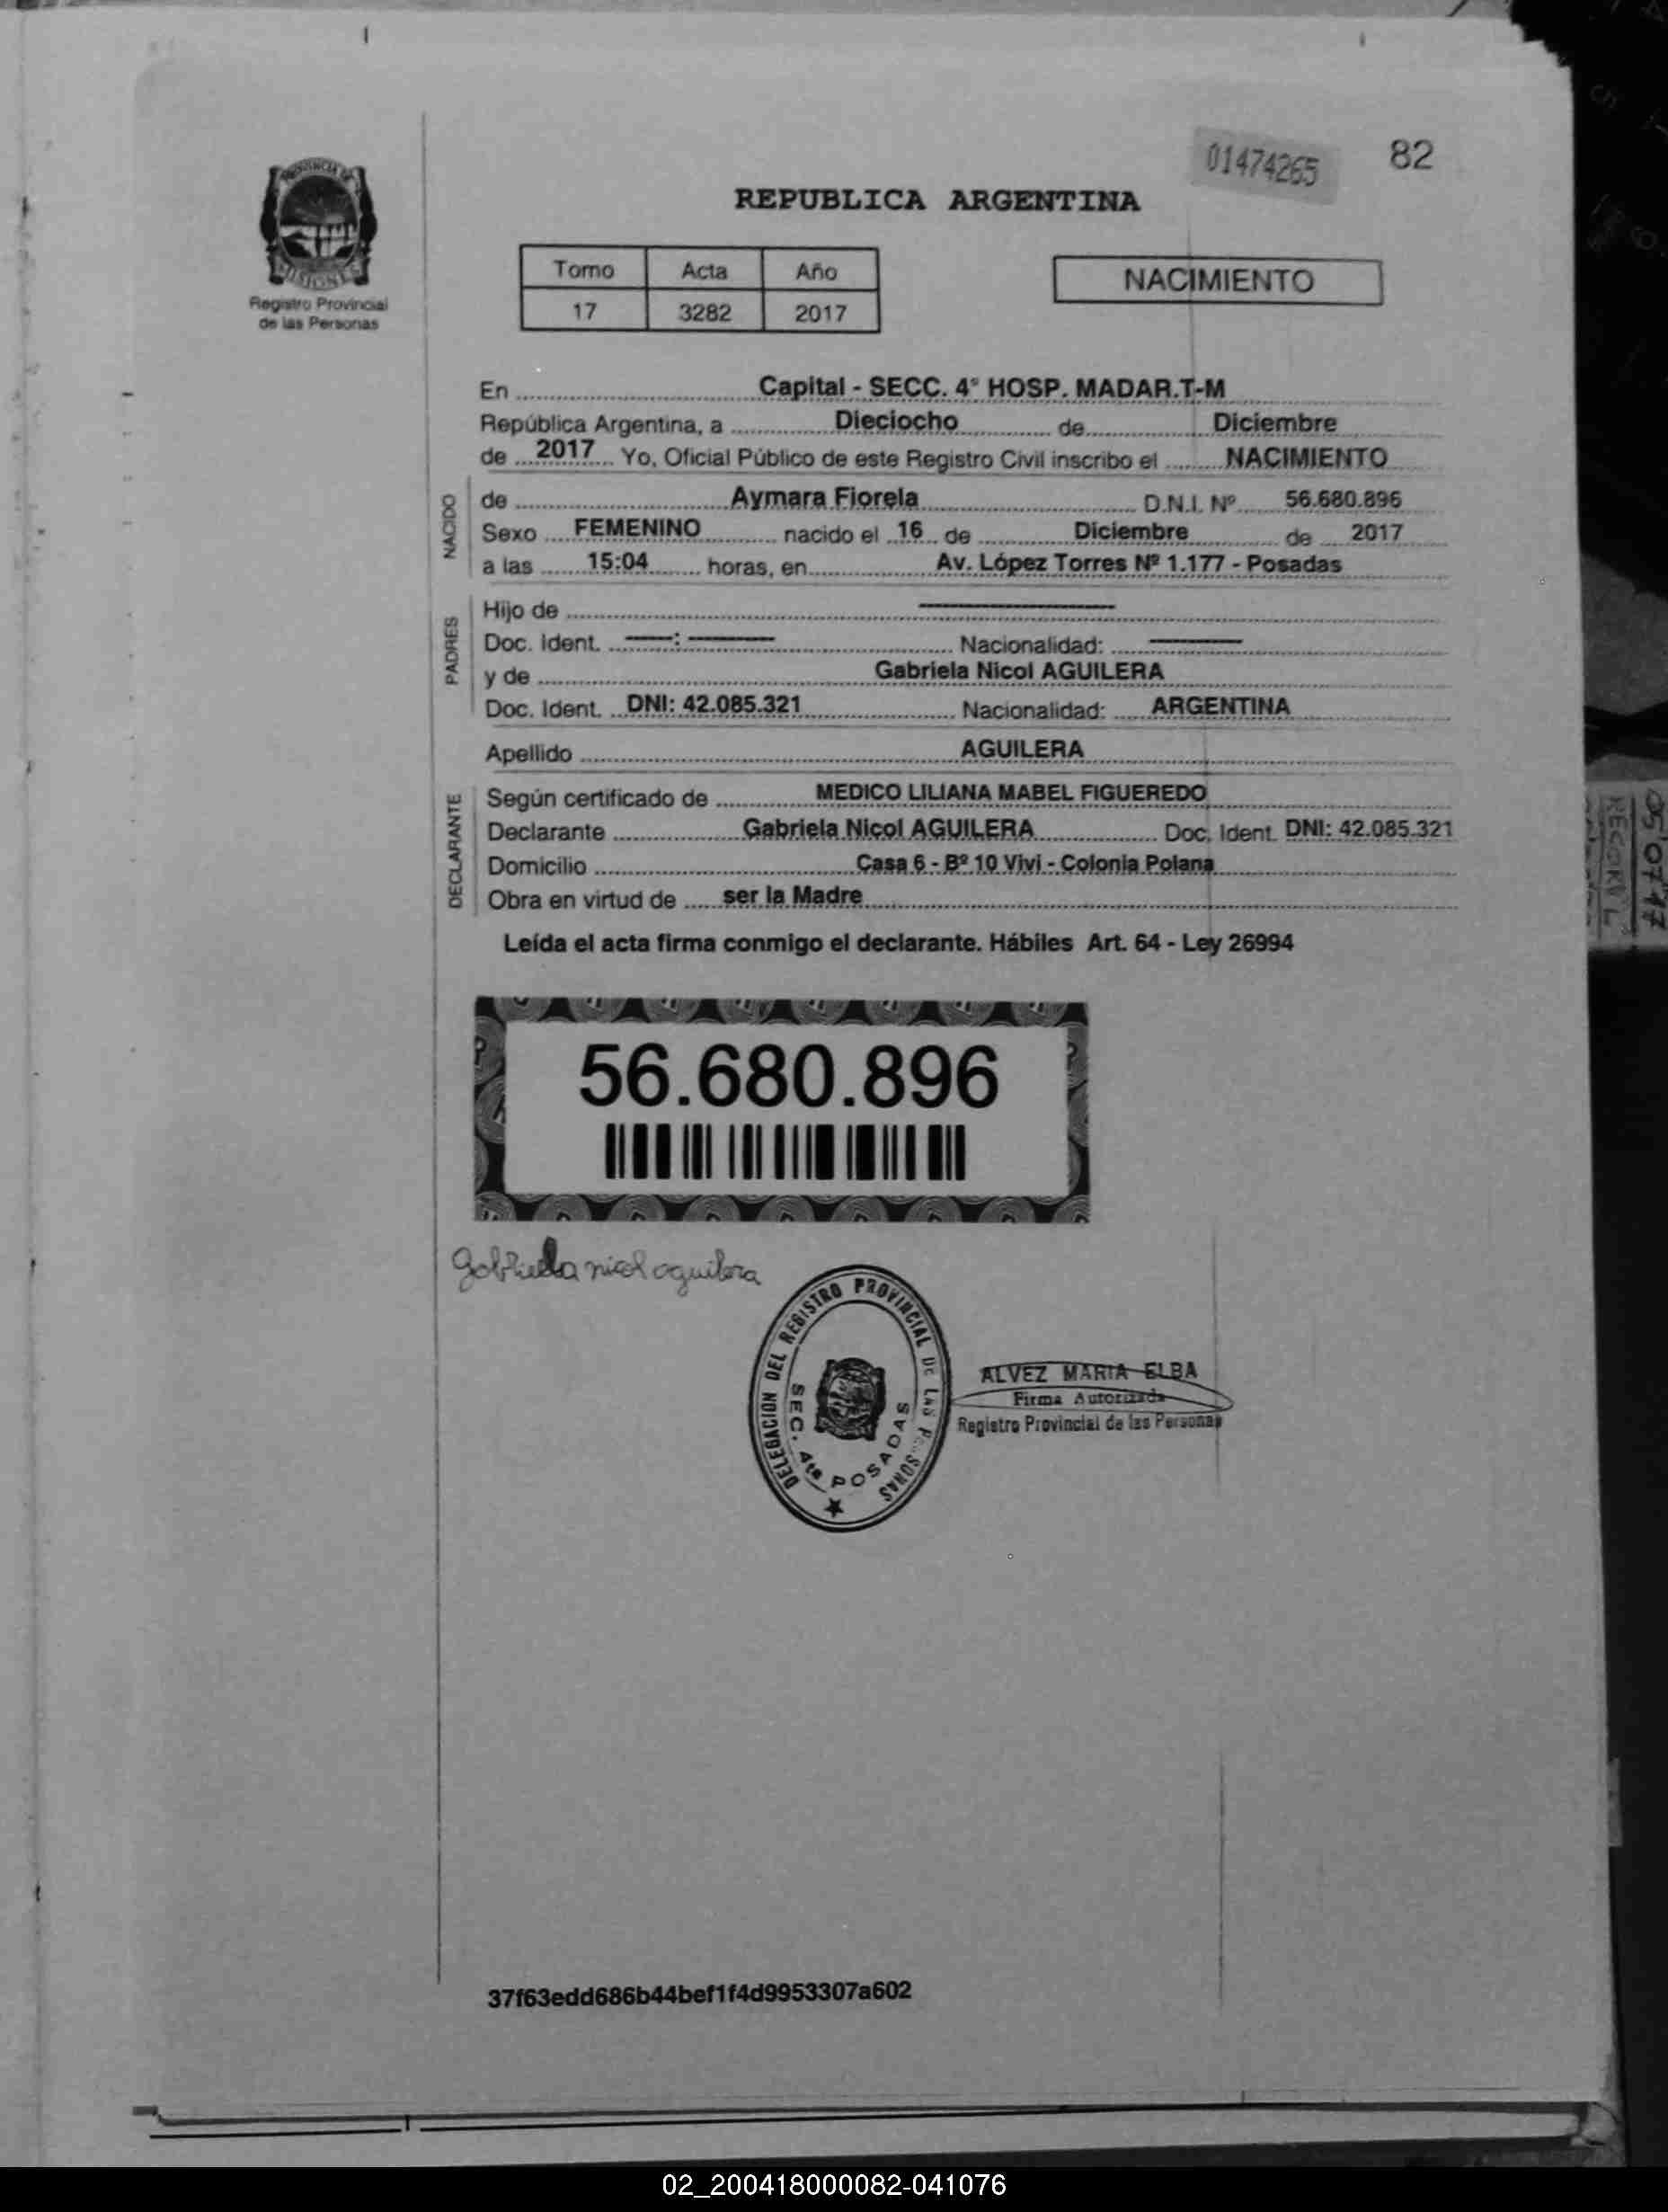 01474265
82
PROVINCIA DE
MISIONES
Registro Provincial
de las Personas
REPUBLICA ARGENTINA
Tomo Acta Año
17 3282 2017
NACIMIENTO
En Capital - SECC. 4° HOSP. MADAR.T-M
República Argentina, a Dieciocho de Diciembre
de 2017 Yo, Oficial Público de este Registro Civil inscribo el NACIMIENTO
NACIDO
de Aymara Fiorela D.N.I. Nº 56.680.896
Sexo FEMENINO nacido el 16 de Diciembre de 2017
a las 15:04 horas, en Av. López Torres Nº 1.177 - Posadas
PADRES
Hijo de
Doc. Ident. : Nacionalidad:
y de Gabriela Nicol AGUILERA
Doc. Ident. DNI: 42.085.321 Nacionalidad: ARGENTINA
Apellido AGUILERA
DECLARANTE
Según certificado de MEDICO LILIANA MABEL FIGUEREDO
Declarante Gabriela Nicol AGUILERA Doc. Ident. DNI: 42.085.321
Domicilio Casa 6 - Bº 10 Vivi - Colonia Polana
Obra en virtud de ser la Madre
Leída el acta firma conmigo el declarante. Hábiles Art. 64 - Ley 26994
56.680.896
Gabriella nicol aguilera
DELEGACION DEL REGISTRO PROVINCIAL DE LAS PERSONAS
SEC. 4ta POSADAS
ALVEZ MARIA ELBA
Firma Autorizada
Registro Provincial de las Personas
37f63edd686b44bef1f4d9953307a602
02_200418000082-041076